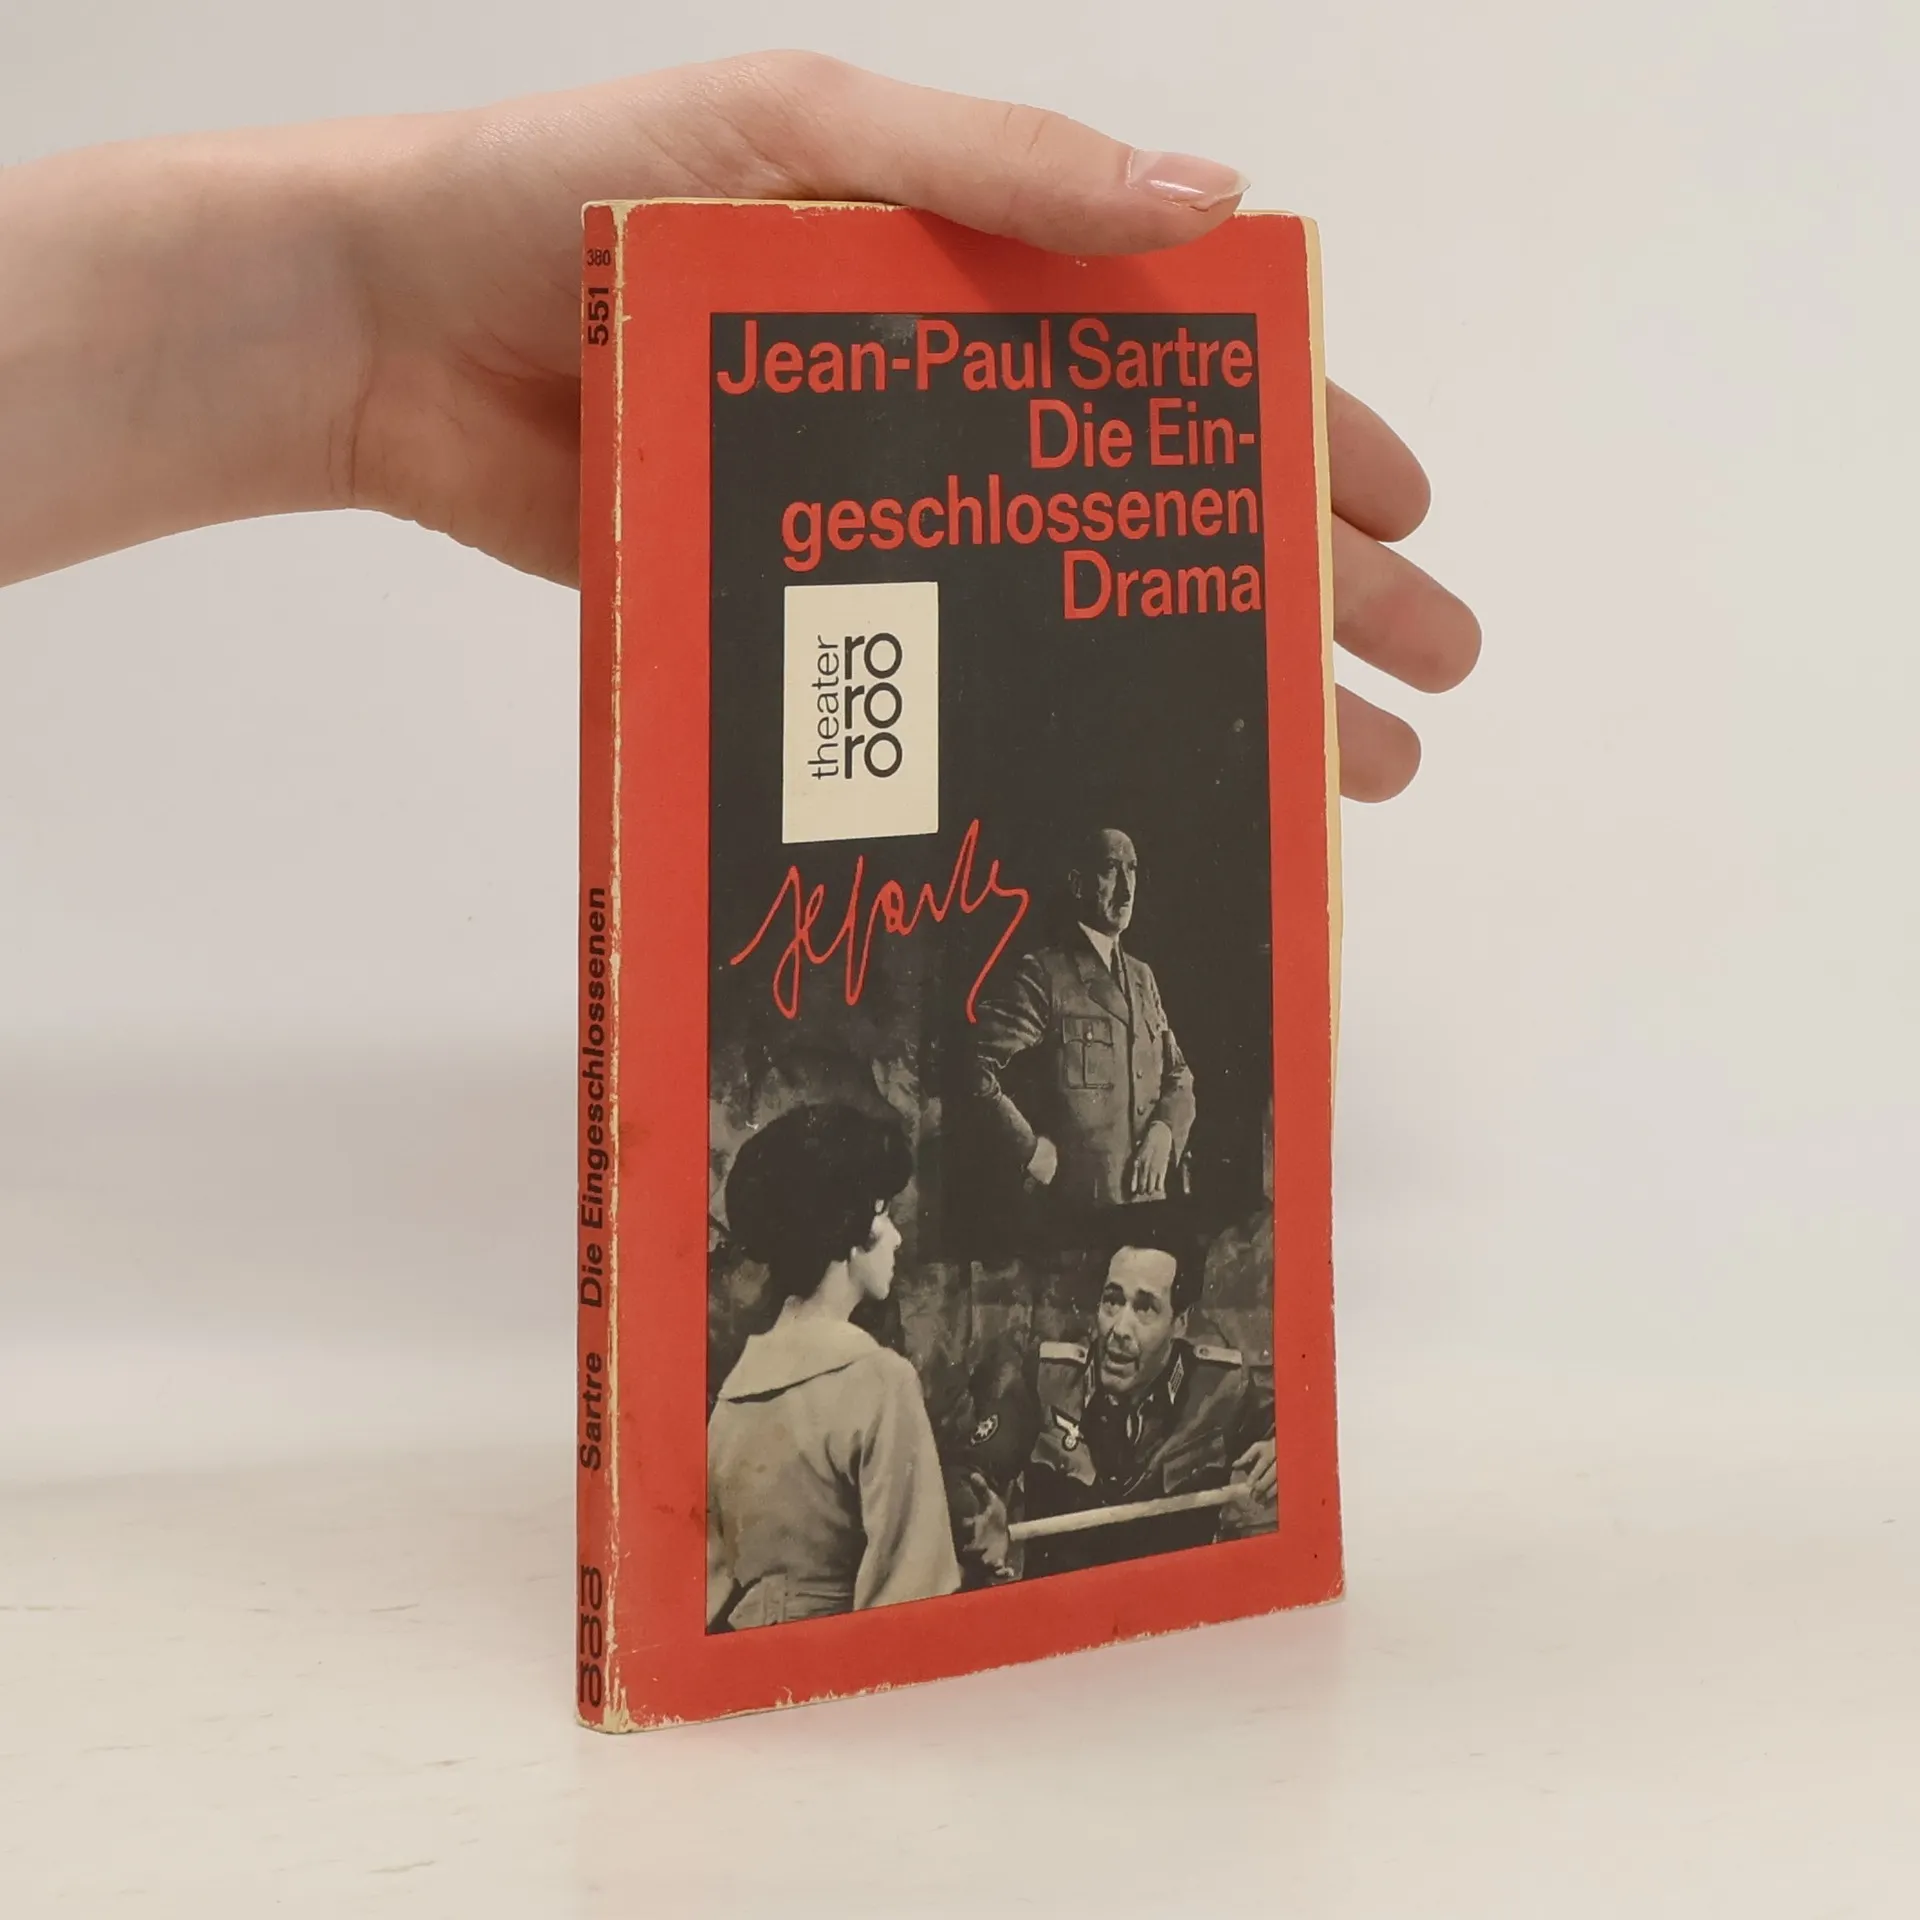 380
551
Sartre Die Eingeschlossenen
ro
ro
ro
Jean-Paul Sartre
Die Ein-
geschlossenen
Drama
theater
ro
ro
ro
JPSartre